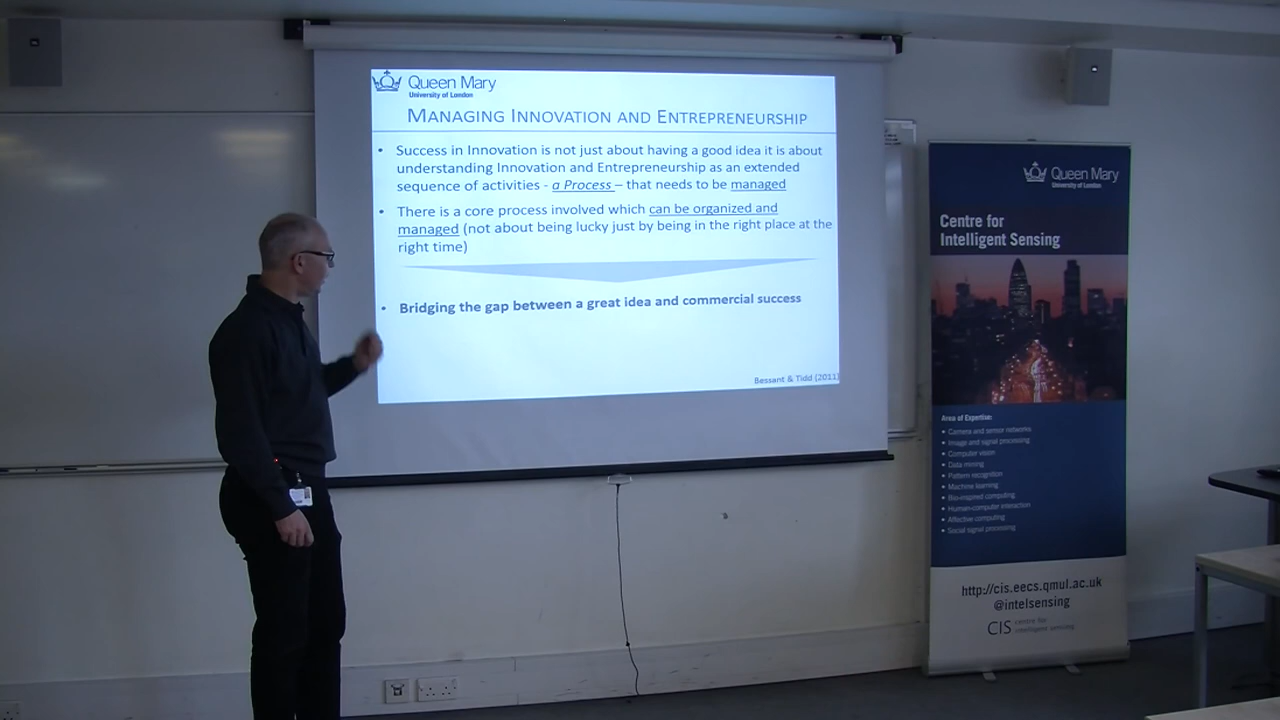 Queen Mary
University of London
MANAGING INNOVATION AND ENTREPRENEURSHIP
• Success in Innovation is not just about having a good idea it is about
understanding Innovation and Entrepreneurship as an extended
sequence of activities - a Process – that needs to be managed
• There is a core process involved which can be organized and
managed (not about being lucky just by being in the right place at the
right time)
• Bridging the gap between a great idea and commercial success
Bessant & Tidd (2011)
Queen Mary
University of London
Centre for
Intelligent Sensing
Area of Expertise:
• Camera and sensor networks
• Image and signal processing
• Computer vision
• Data mining
• Pattern recognition
• Machine learning
• Bio-inspired computing
• Human-computer interaction
• Affective computing
• Social signal processing
http://cis.eecs.qmul.ac.uk
@intelsensing
CIS centre for
intelligent sensing